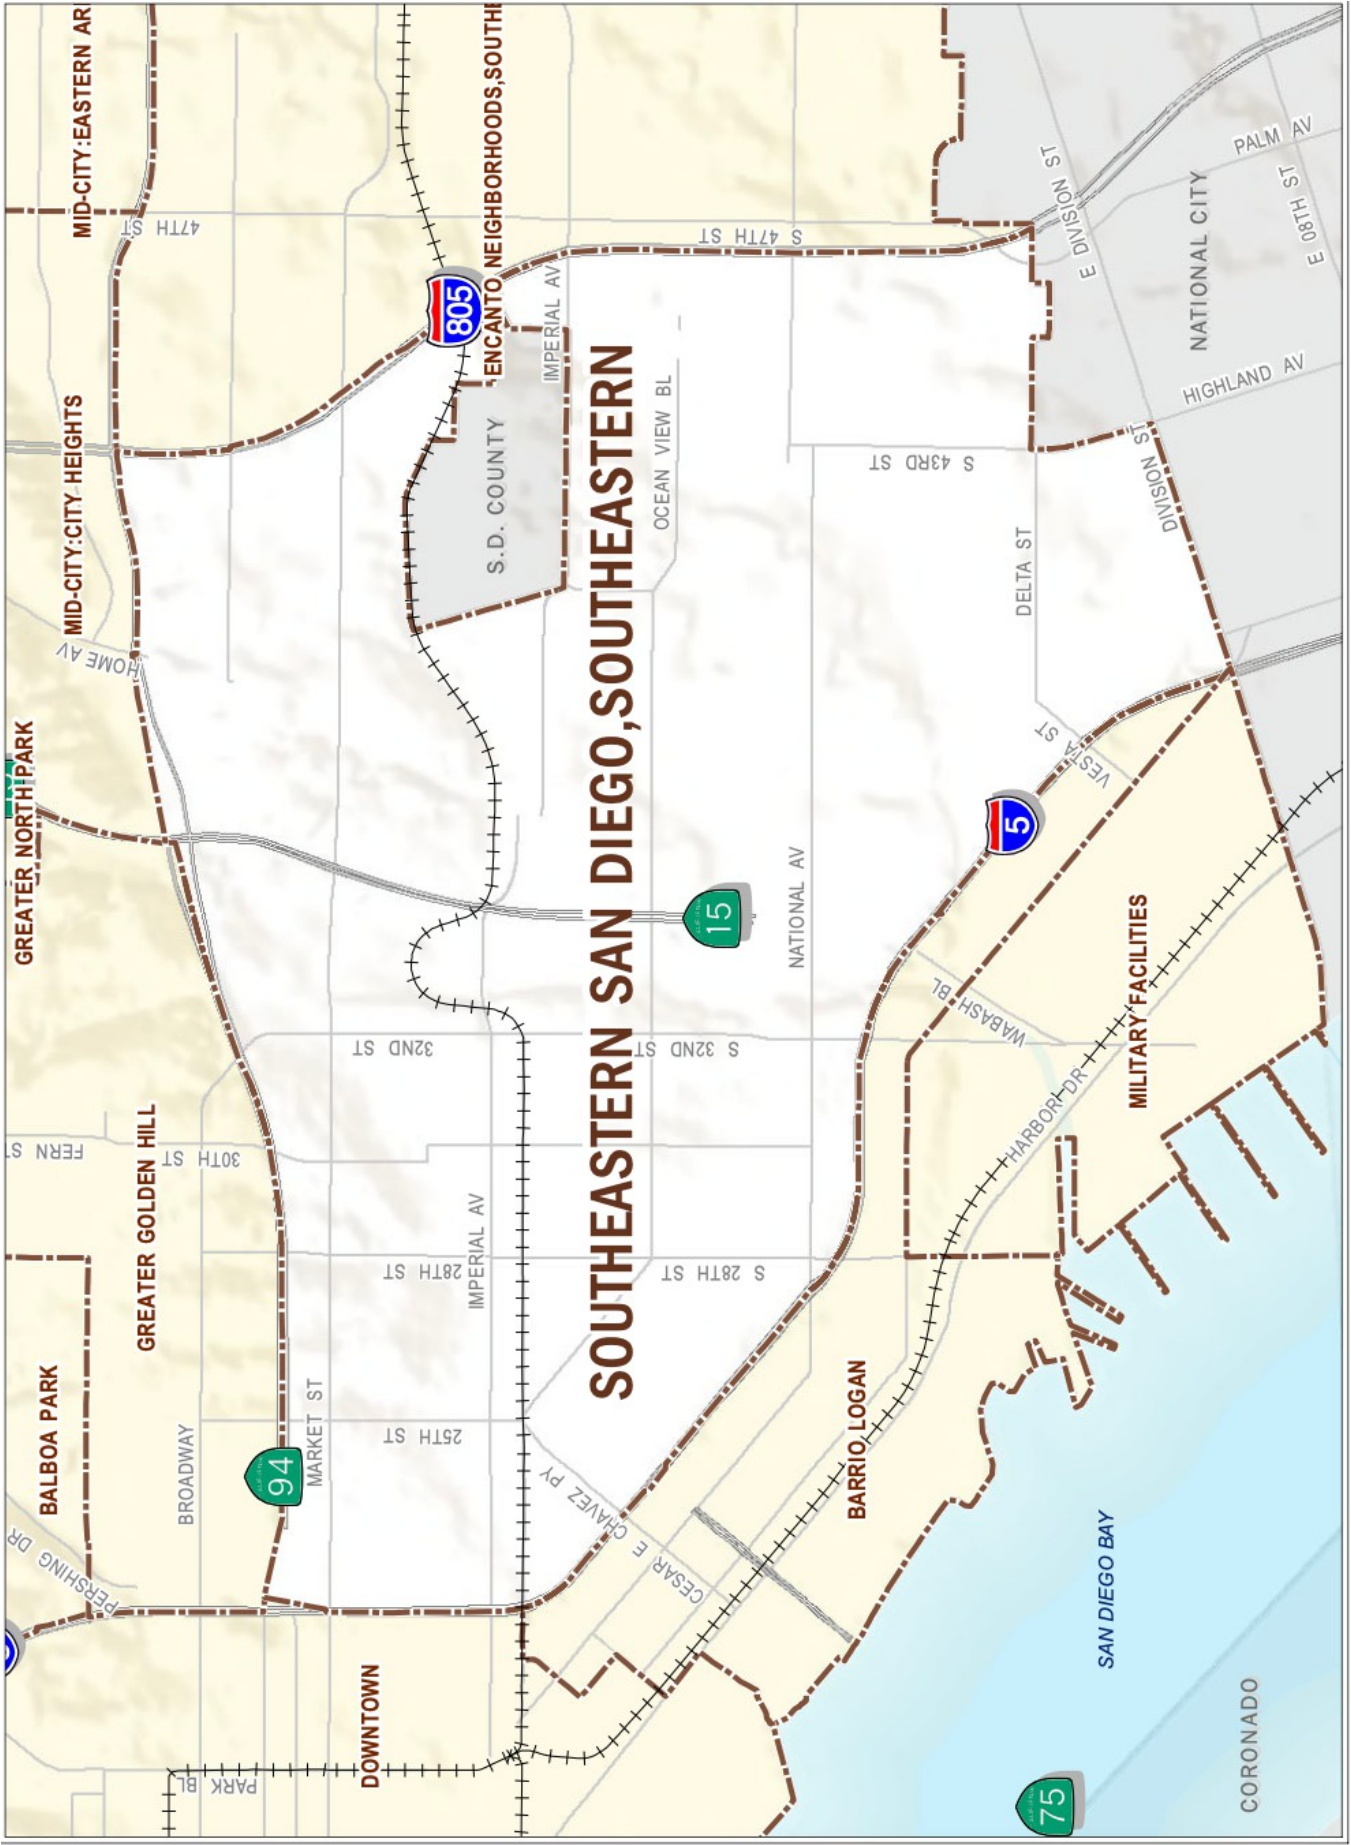 MID-CITY:EASTERN AR
ENCANTO NEIGHBORHOODS,SOUTHE
47TH ST
S 47TH ST
E DIVISION ST
PALM AV
NATIONAL CITY
E 08TH ST
805
IMPERIAL AV
HIGHLAND AV
MID-CITY:CITY HEIGHTS
S.D. COUNTY
OCEAN VIEW BL
S 43RD ST
DIVISION ST
DELTA ST
HOME AV
GREATER NORTH PARK
SOUTHEASTERN SAN DIEGO,SOUTHEASTERN
VESTA ST
5
15
NATIONAL AV
WABASH BL
MILITARY FACILITIES
32ND ST
S 32ND ST
HARBOR DR
FERN ST
30TH ST
GREATER GOLDEN HILL
IMPERIAL AV
28TH ST
S 28TH ST
BALBOA PARK
BROADWAY
94
MARKET ST
25TH ST
CESAR E CHAVEZ PY
BARRIO LOGAN
PERSHING DR
SAN DIEGO BAY
DOWNTOWN
PARK BL
CORONADO
75